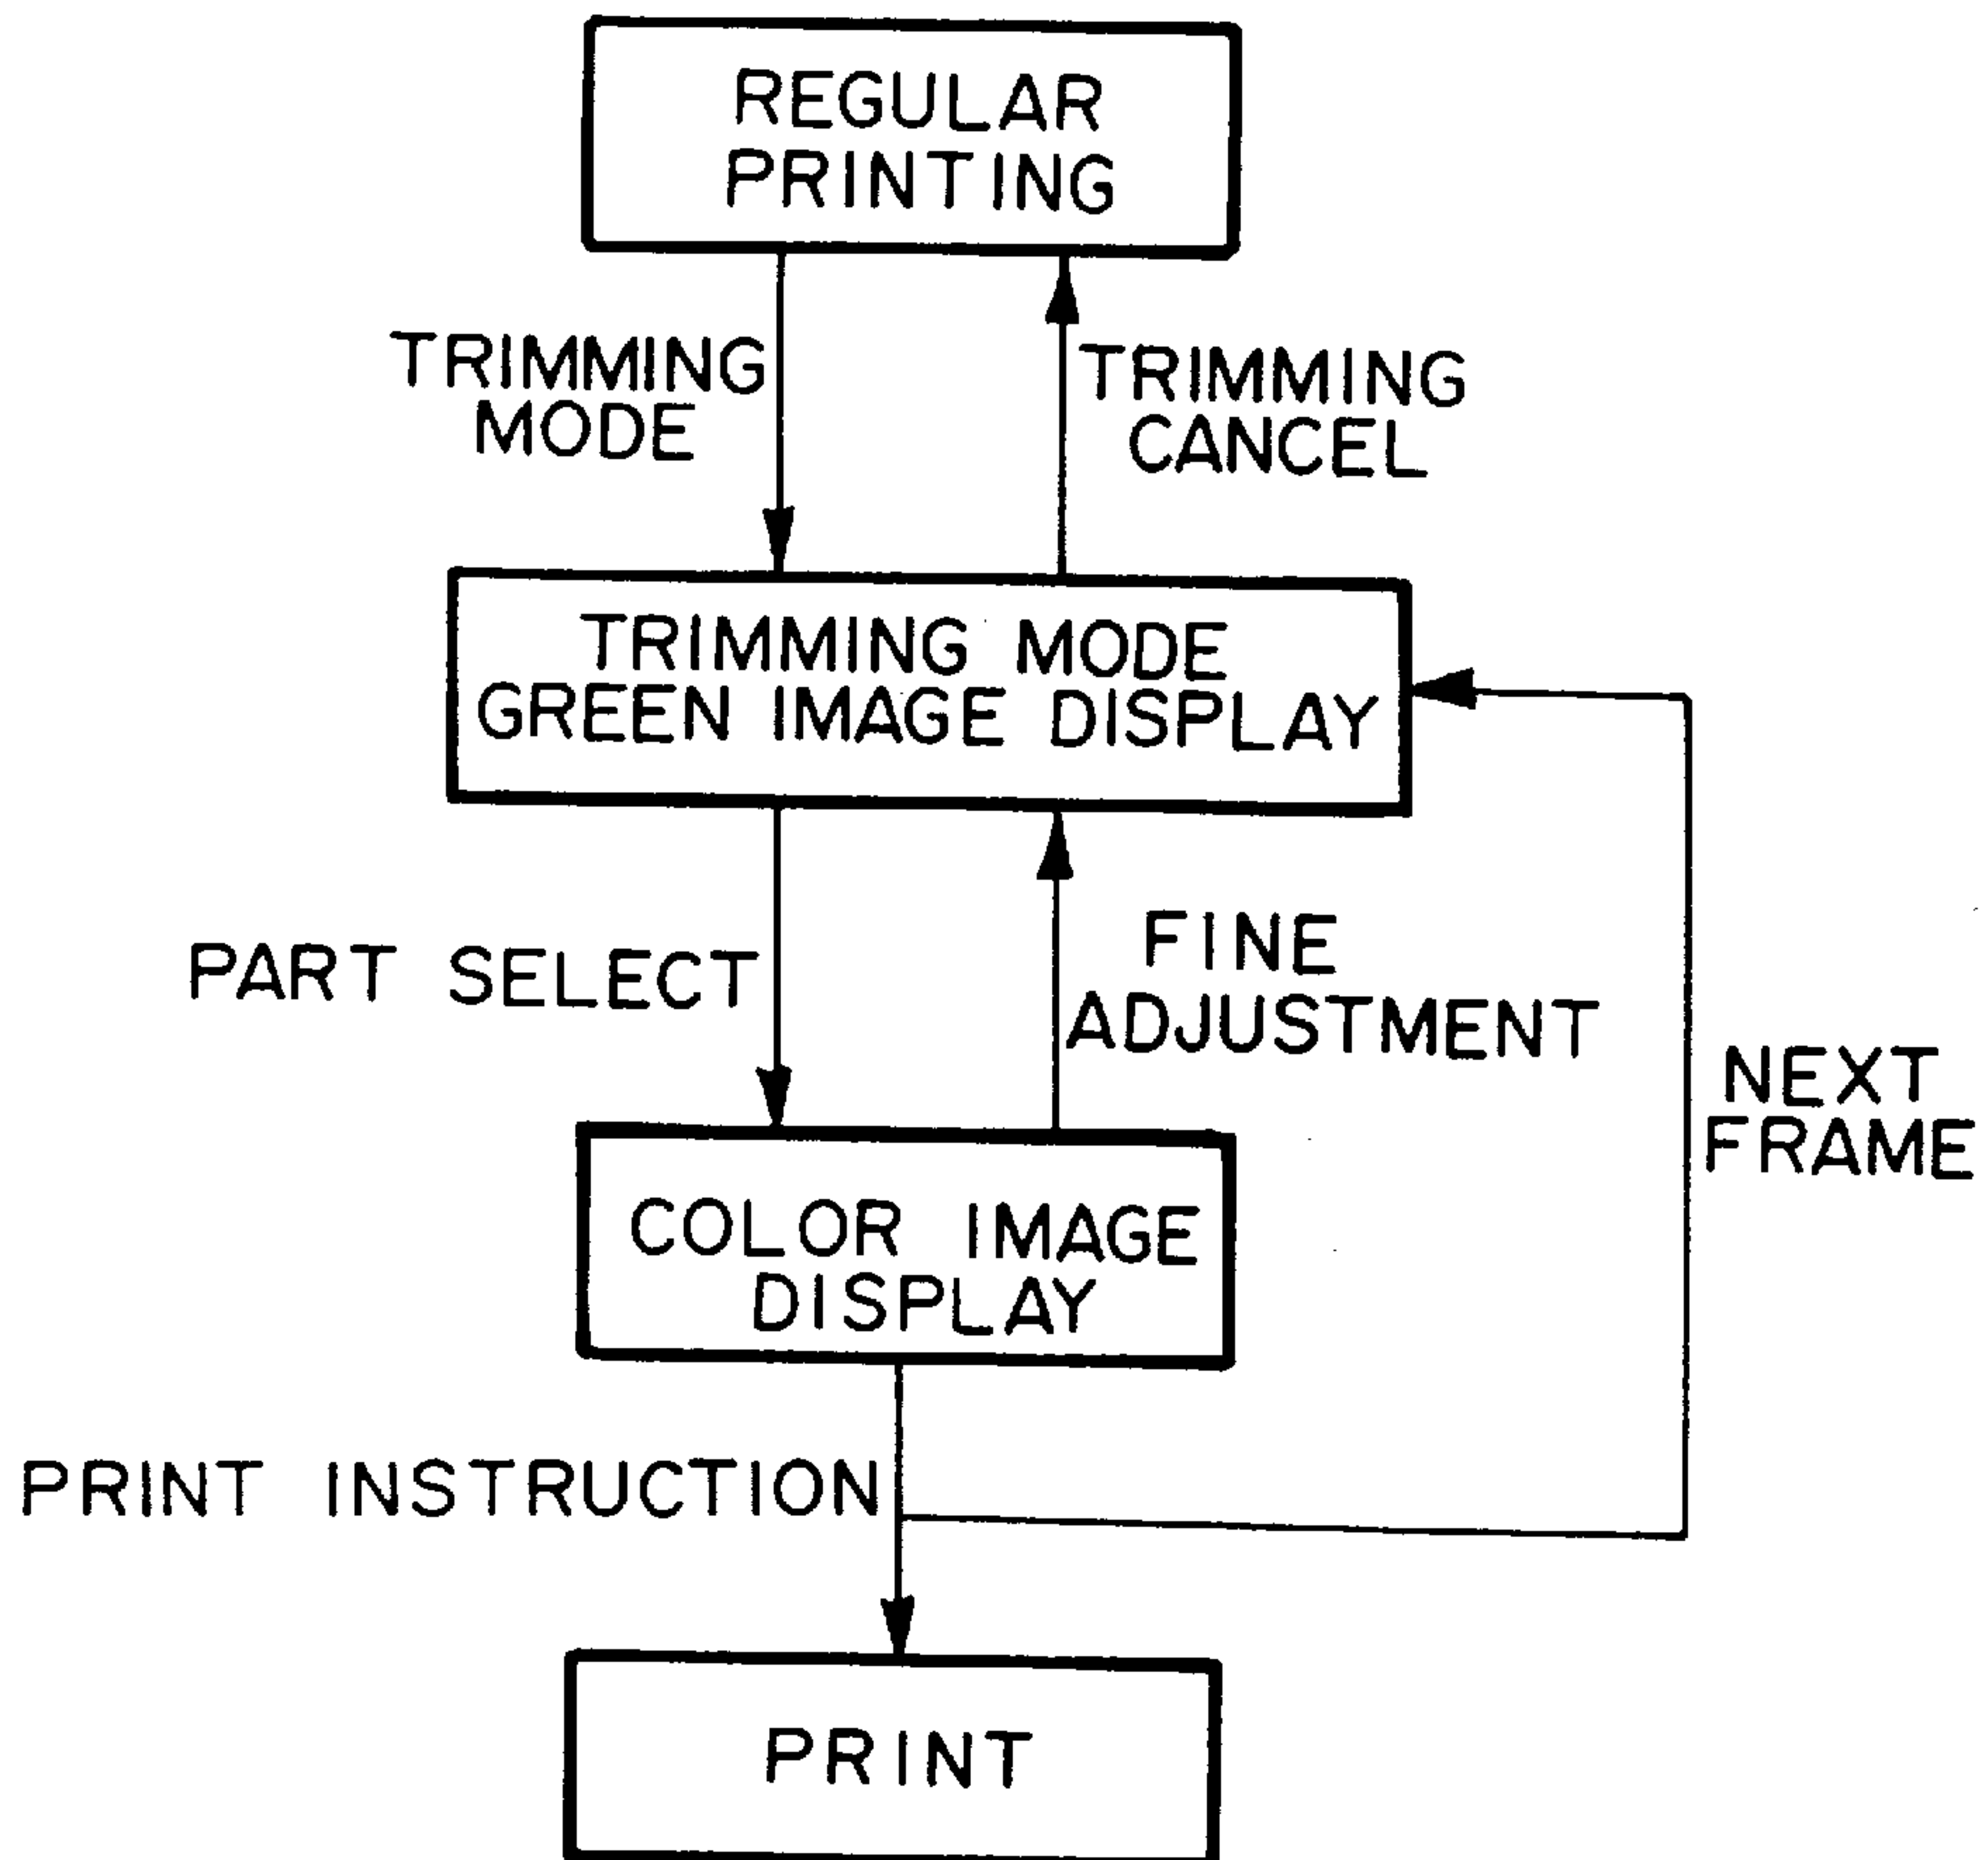 REGULAR
PRINTING
TRIMMING
MODE
TRIMMING
CANCEL
TRIMMING MODE
GREEN IMAGE DISPLAY
PART SELECT
FINE
ADJUSTMENT
NEXT
FRAME
COLOR IMAGE
DISPLAY
PRINT INSTRUCTION
PRINT